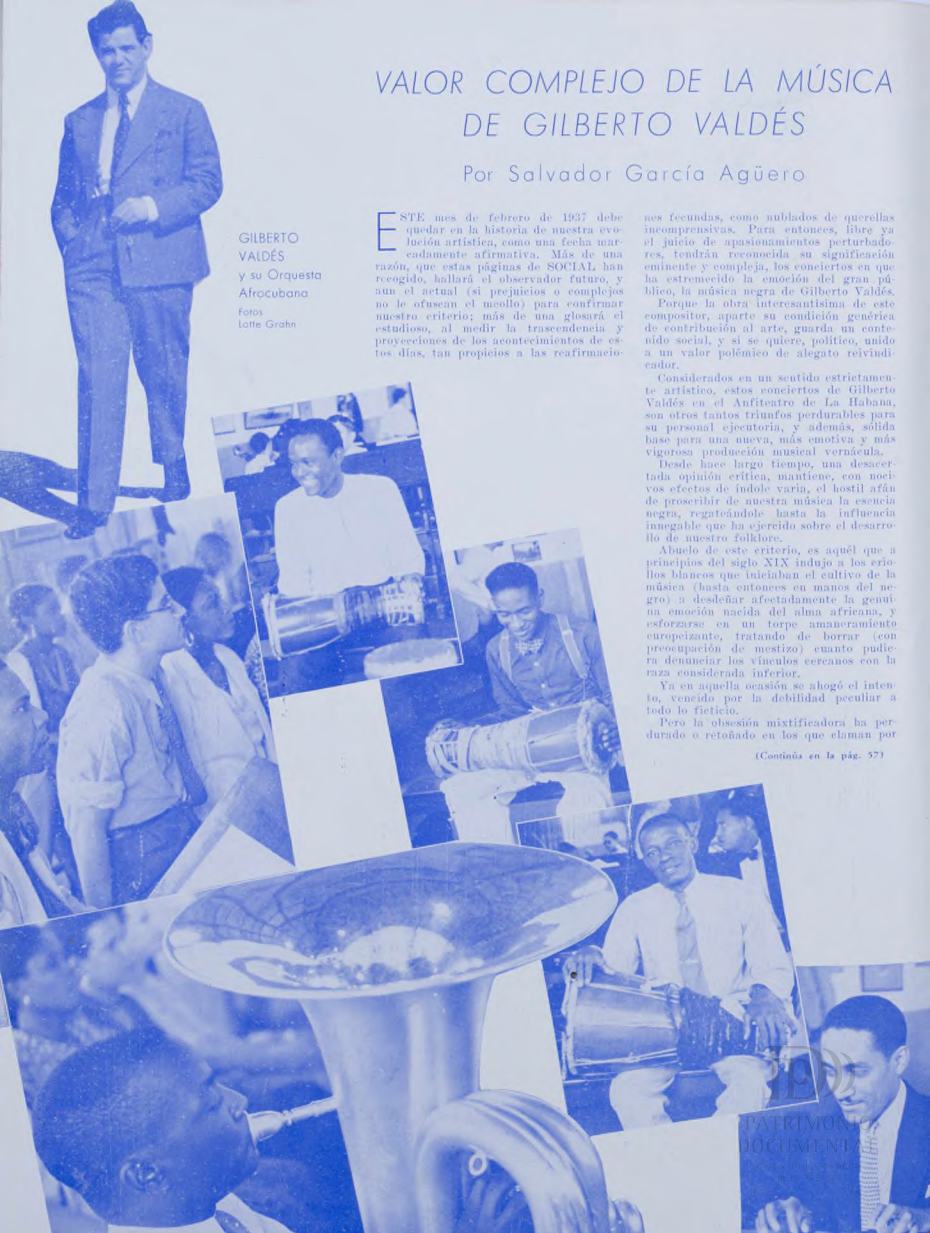 VALOR COMPLEJO DE LA MÚSICA
DE GILBERTO VALDÉS
Por Salvador García Agüero
GILBERTO
VALDÉS
y su Orquesta
Afrocubana
Fotos
Lotte Grahn
ESTE mes de febrero de 1937 debe
quedar en la historia de nuestra evo-
lución artística, como una fecha mar-
cadamente afirmativa. Más de una
razón, que estas páginas de SOCIAL han
recogido, hallará el observador futuro, y
aun el actual (si prejuicios o complejos
no le ofuscan el meollo) para confirmar
nuestro criterio; más de una glosará el
estudioso, al medir la trascendencia y
proyecciones de los acontecimientos de es-
tos días, tan propicios a las reafirmacio-
nes fecundas, como nublados de querellas
incomprensivas. Para entonces, libre ya
el juicio de apasionamientos perturbado-
res, tendrán reconocida su significación
eminente y compleja, los conciertos en que
ha estremecido la emoción del gran pú-
blico, la música negra de Gilberto Valdés.
Porque la obra interesantísima de este
compositor, aparte su condición genérica
de contribución al arte, guarda un conte-
nido social, y si se quiere, político, unido
a un valor polémico de alegato reivindi-
cador.
Considerados en un sentido estrictamen-
te artístico, estos conciertos de Gilberto
Valdés en el Anfiteatro de La Habana,
son otros tantos triunfos perdurables para
su personal ejecutoria, y además, sólida
base para una nueva, más emotiva y más
vigorosa producción musical vernácula.
Desde hace largo tiempo, una desacer-
tada opinión crítica, mantiene, con noci-
vos efectos de índole varia, el hostil afán
de proscribir de nuestra música la esencia
negra, regateándole hasta la influencia
innegable que ha ejercido sobre el desarro-
llo de nuestro folklore.
Abuelo de este criterio, es aquél que a
principios del siglo XIX indujo a los crio-
llos blancos que iniciaban el cultivo de la
música (hasta entonces en manos del ne-
gro) a desdeñar afectadamente la genui-
na emoción nacida del alma africana, y
esforzarse en un torpe amaneramiento
europeizante, tratando de borrar (con
preocupación de mestizo) cuanto pudie-
ra denunciar los vínculos cercanos con la
raza considerada inferior.
Ya en aquella ocasión se ahogó el inten-
to, vencido por la debilidad peculiar a
todo lo ficticio.
Pero la obsesión mixtificadora ha per-
durado o retoñado en los que claman por
(Continúa en la pág. 57)
PATRIMONIO
DOCUMENTAL